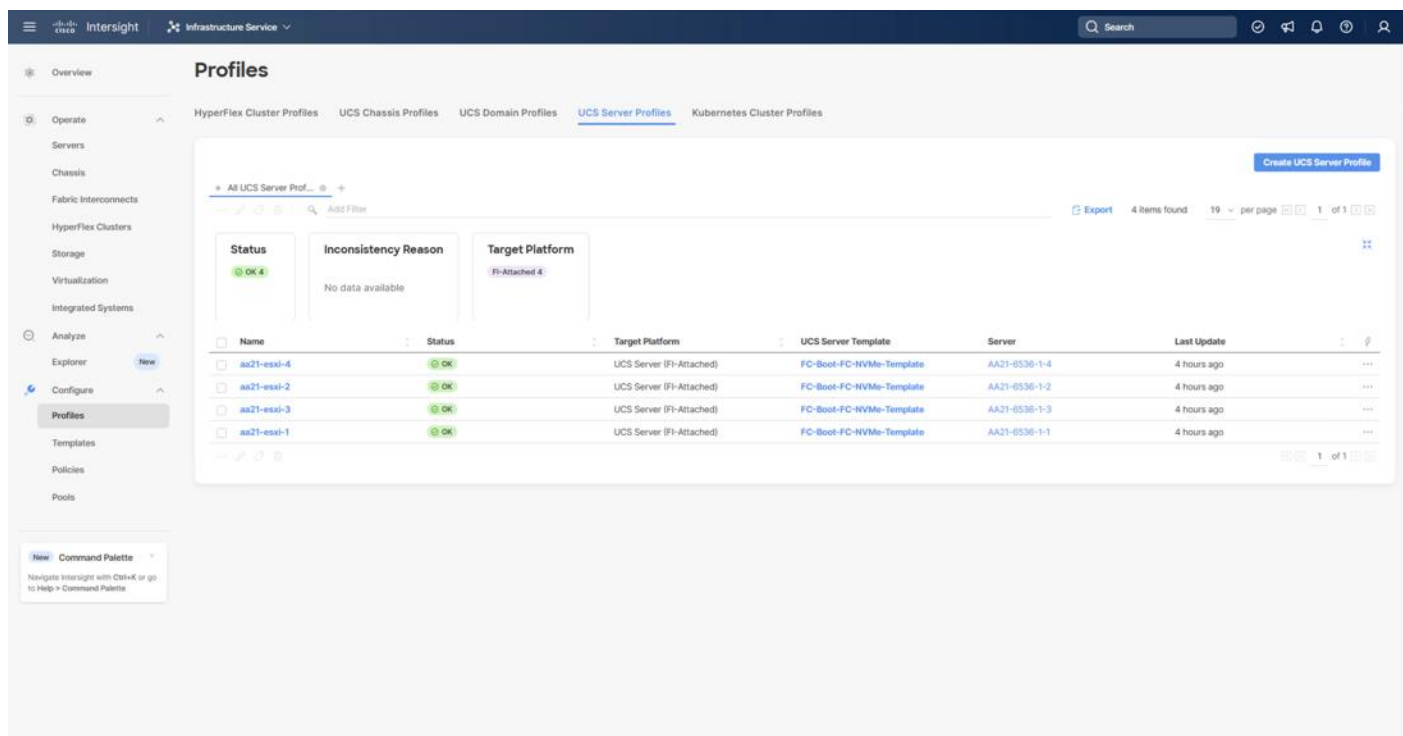 cisco Intersight Infrastructure Service Search
Overview
Operate
Servers
Chassis
Fabric Interconnects
HyperFlex Clusters
Storage
Virtualization
Integrated Systems
Analyze
Explorer New
Configure
Profiles
Templates
Policies
Pools
New Command Palette
Navigate Intersight with Ctrl+K or go
to Help > Command Palette
Profiles
HyperFlex Cluster Profiles UCS Chassis Profiles UCS Domain Profiles UCS Server Profiles Kubernetes Cluster Profiles
Create UCS Server Profile
All UCS Server Prof...
Add Filter Export 4 items found 19 per page 1 of 1
Status Inconsistency Reason Target Platform
OK 4 FI-Attached 4
No data available
Name Status Target Platform UCS Server Template Server Last Update
aa21-esxi-4 OK UCS Server (FI-Attached) FC-Boot-FC-NVMe-Template AA21-6536-1-4 4 hours ago
aa21-esxi-2 OK UCS Server (FI-Attached) FC-Boot-FC-NVMe-Template AA21-6536-1-2 4 hours ago
aa21-esxi-3 OK UCS Server (FI-Attached) FC-Boot-FC-NVMe-Template AA21-6536-1-3 4 hours ago
aa21-esxi-1 OK UCS Server (FI-Attached) FC-Boot-FC-NVMe-Template AA21-6536-1-1 4 hours ago
1 of 1